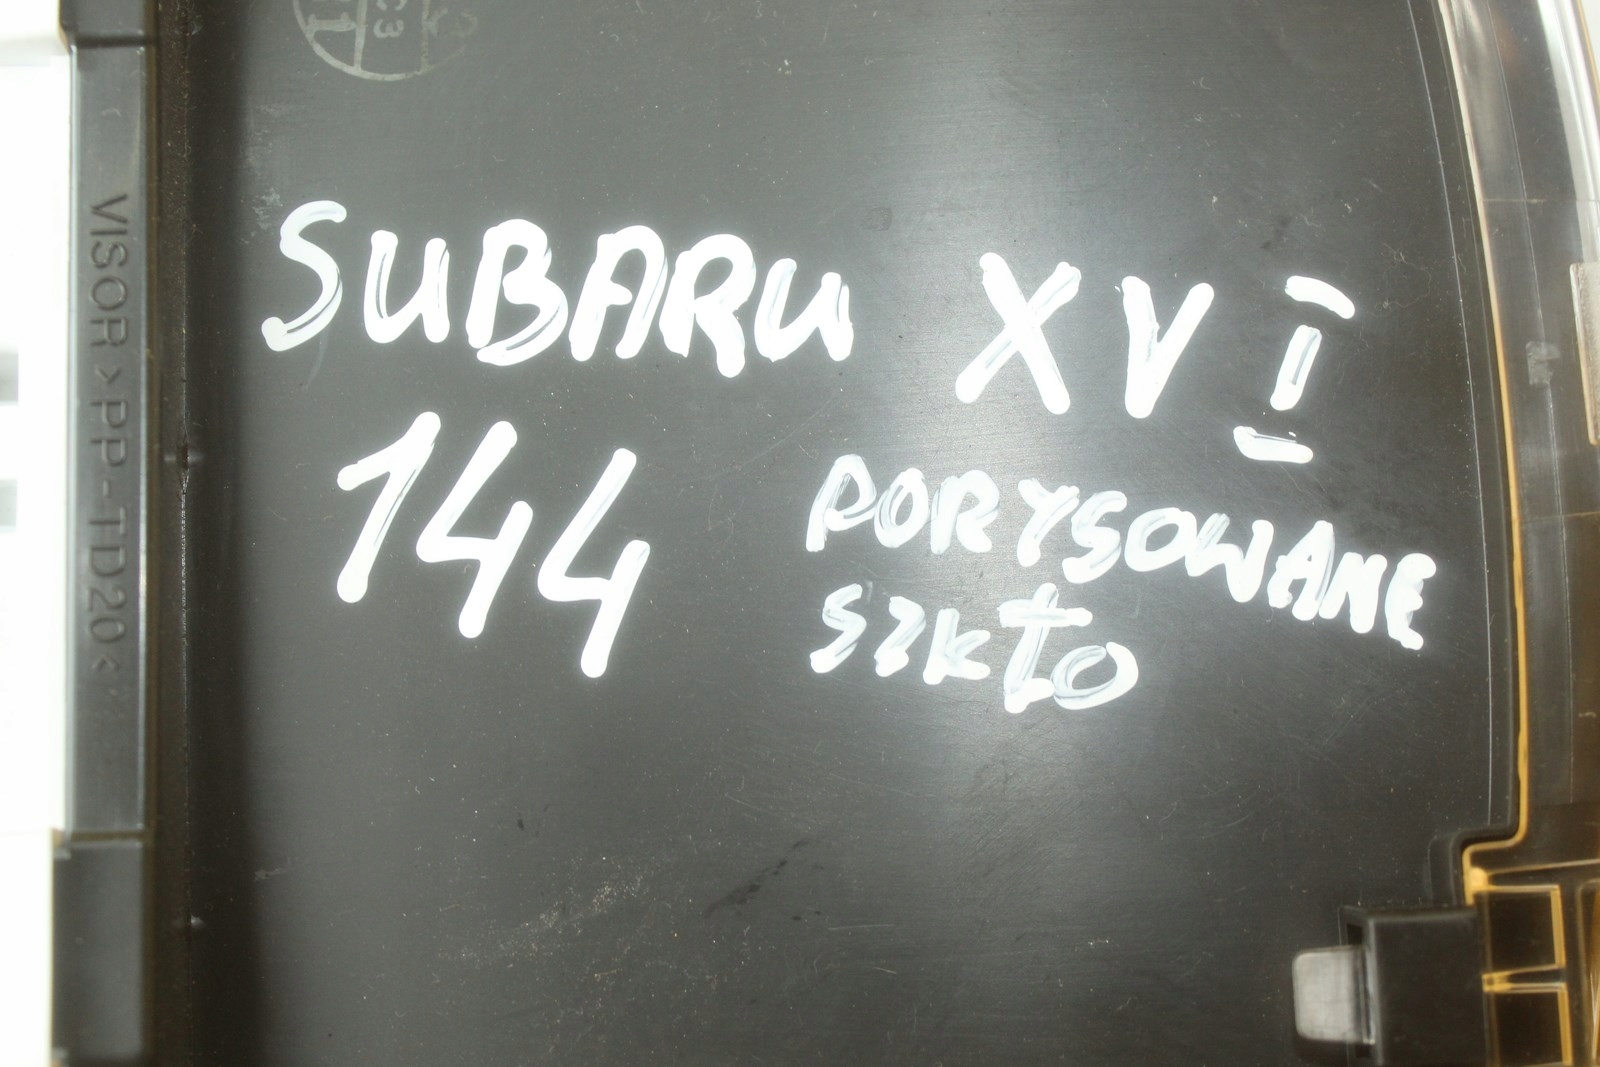 SUBARU XV I
144
PORYSOWANE
SZKŁO
VISOR >PP-TD20<